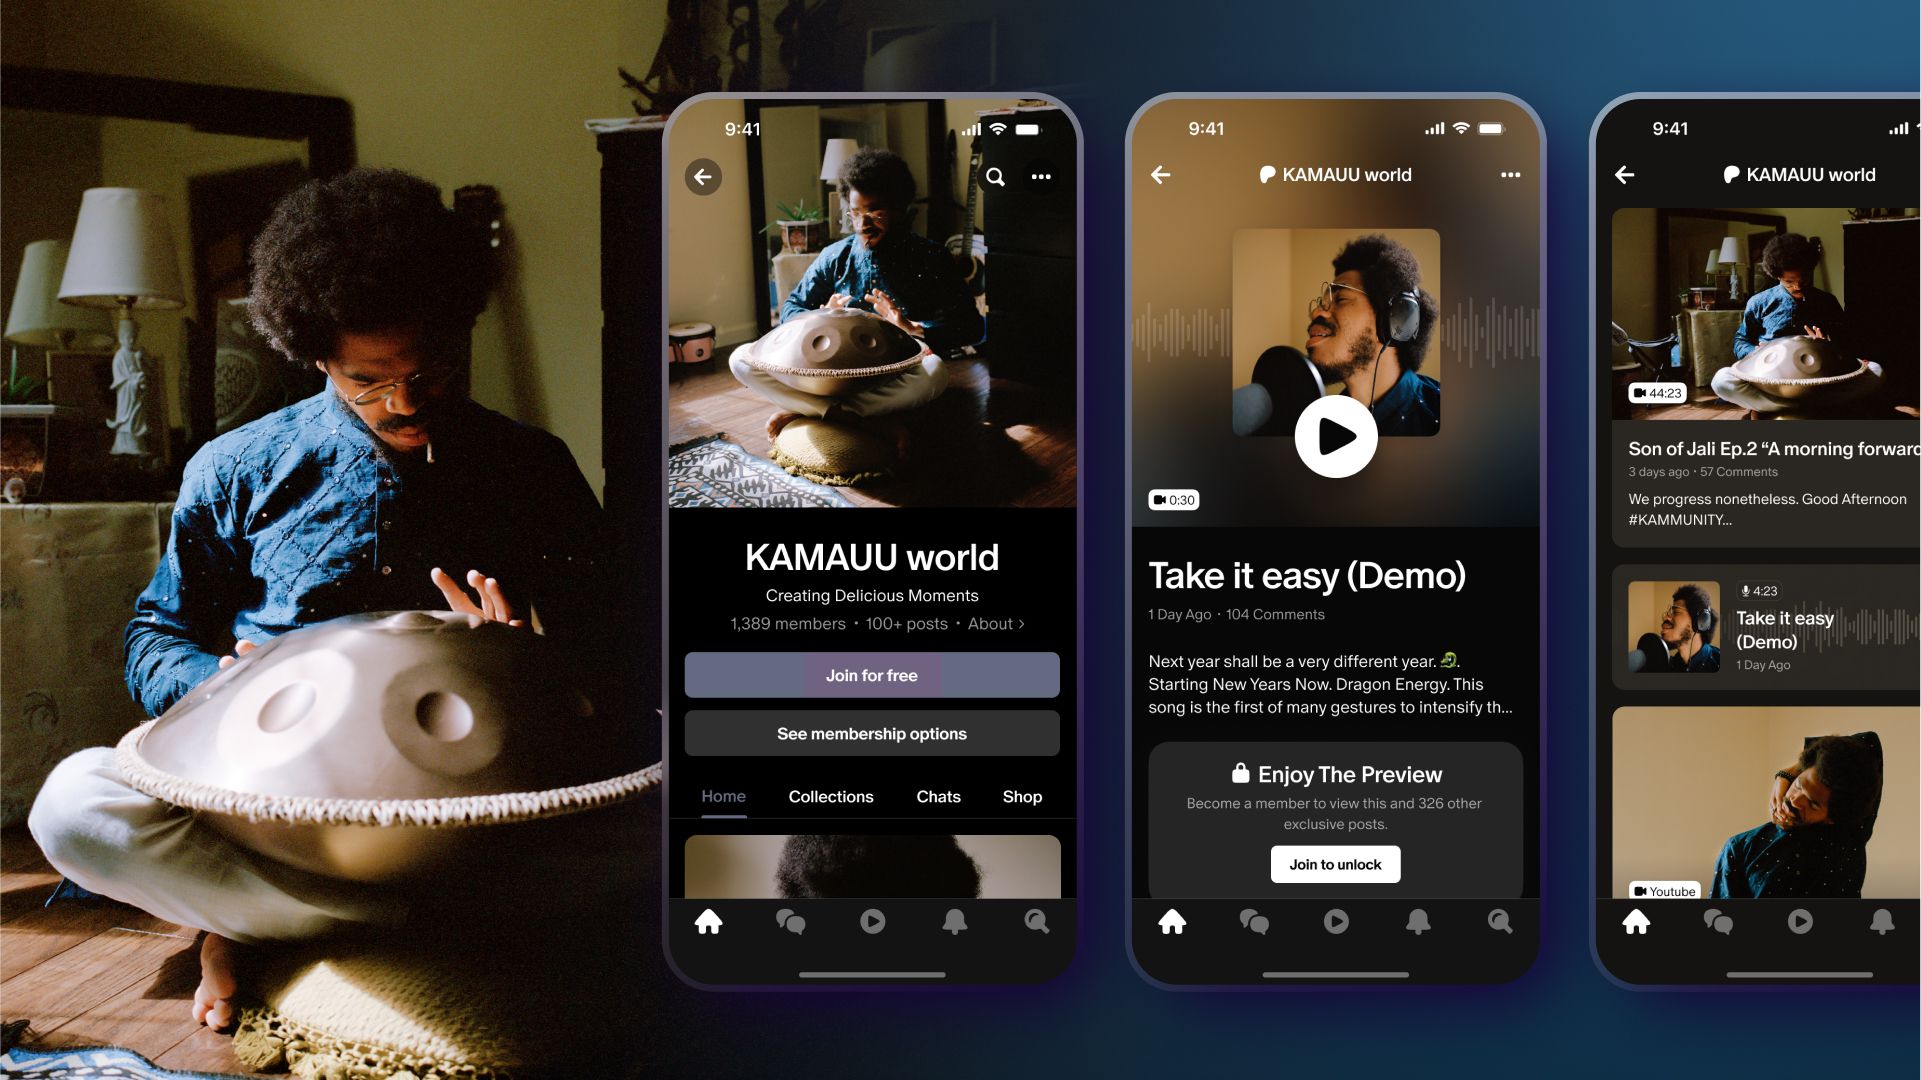 9:41
KAMAUU world
Creating Delicious Moments
1,389 members • 100+ posts • About >
Join for free
See membership options
Home Collections Chats Shop
9:41
KAMAUU world
0:30
Take it easy (Demo)
1 Day Ago • 104 Comments
Next year shall be a very different year. 🐉.
Starting New Years Now. Dragon Energy. This
song is the first of many gestures to intensify th...
Enjoy The Preview
Become a member to view this and 326 other
exclusive posts.
Join to unlock
9:41
KAMAUU world
44:23
Son of Jali Ep.2 “A morning forward
3 days ago • 57 Comments
We progress nonetheless. Good Afternoon
#KAMMUNITY...
4:23
Take it easy
(Demo)
1 Day Ago
Youtube